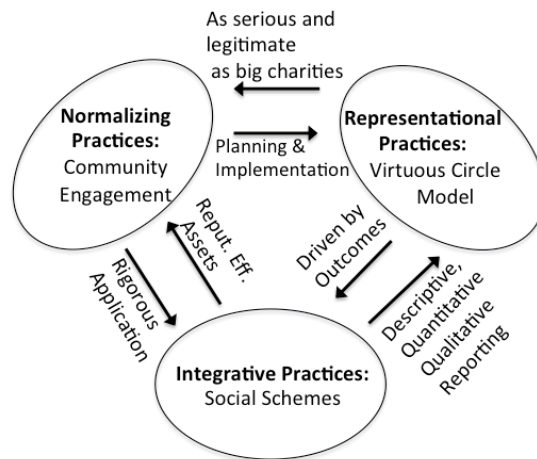 As serious and
legitimate
as big charities
Normalizing
Practices:
Community
Engagement
Representational
Practices:
Virtuous Circle
Model
Planning &
Implementation
Reput. Eff.
Assets
Rigorous
Application
Driven by
Outcomes
Descriptive,
Quantitative
Qualitative
Reporting
Integrative Practices:
Social Schemes